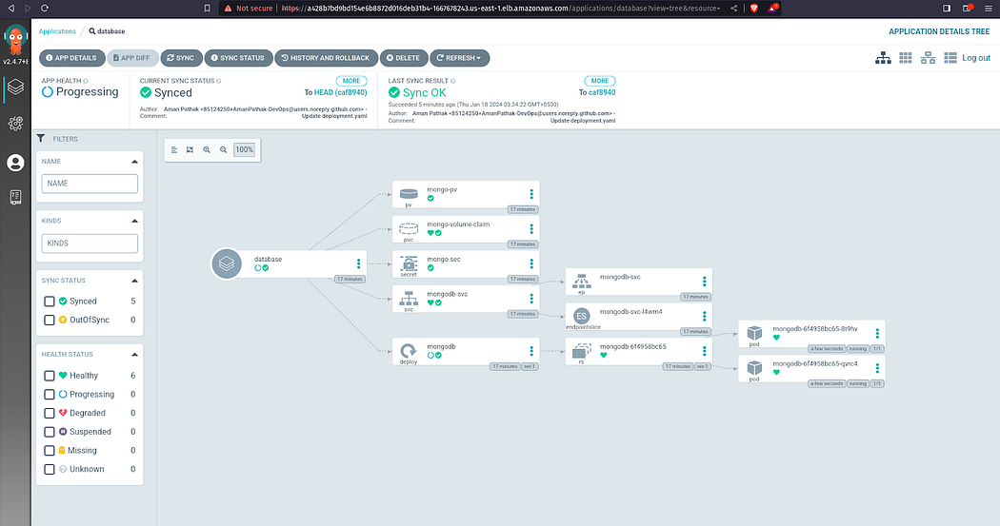 Not secure
https://a428b7bd9bd154e6b8872d016deb31b4-1667678243.us-east-1.elb.amazonaws.com/applications/database?view=tree&resource=
Applications / database
APPLICATION DETAILS TREE
v2.4.7+8
APP DETAILS
APP DIFF
SYNC
SYNC STATUS
HISTORY AND ROLLBACK
DELETE
REFRESH
Log out
APP HEALTH
Progressing
CURRENT SYNC STATUS
MORE
Synced
To HEAD (caf8940)
Author: Aman Pathak <85124250+AmanPathak-DevOps@users.noreply.github.com> -
Comment: Update deployment.yaml
LAST SYNC RESULT
MORE
Sync OK
To caf8940
Succeeded 5 minutes ago (Thu Jan 18 2024 03:34:22 GMT+0530)
Author: Aman Pathak <85124250+AmanPathak-DevOps@users.noreply.github.com> -
Comment: Update deployment.yaml
FILTERS
NAME
NAME
KINDS
KINDS
SYNC STATUS
Synced 5
OutOfSync 0
HEALTH STATUS
Healthy 6
Progressing 0
Degraded 0
Suspended 0
Missing 0
Unknown 0
100%
database
17 minutes
mongo-pv
pv
17 minutes
mongo-volume-claim
pvc
17 minutes
mongo-sec
secret
17 minutes
mongodb-svc
svc
17 minutes
mongodb
deploy
17 minutes rev:1
mongodb-svc
ep
17 minutes
mongodb-svc-l4wm4
ES
endpointslice
17 minutes
mongodb-6f4958bc65
rs
17 minutes rev:1
mongodb-6f4958bc65-8t9hv
pod
a few seconds running 1/1
mongodb-6f4958bc65-qvrc4
pod
a few seconds running 1/1